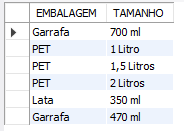 EMBALAGEM TAMANHO
Garrafa 700 ml
PET 1 Litro
PET 1,5 Litros
PET 2 Litros
Lata 350 ml
Garrafa 470 ml